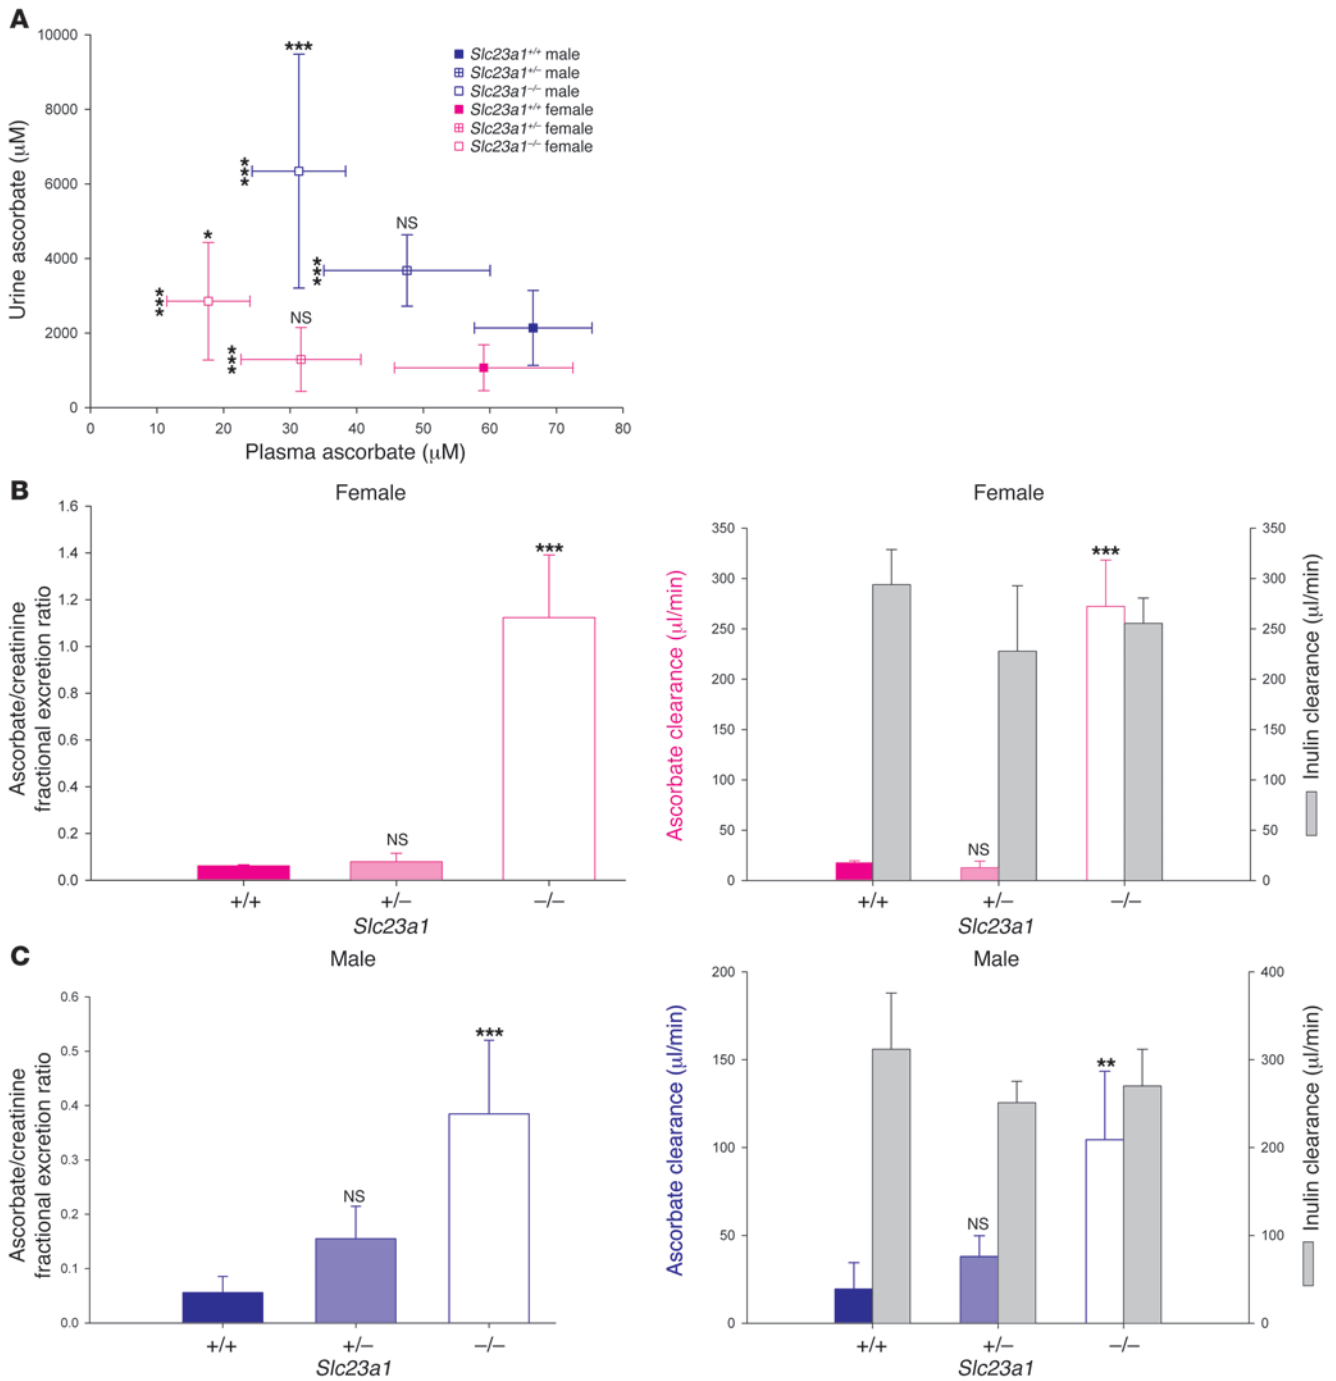 A
10000
8000
6000
4000
2000
0
Urine ascorbate (μM)
0 10 20 30 40 50 60 70 80
Plasma ascorbate (μM)
Slc23a1+/+ male
Slc23a1+/– male
Slc23a1–/– male
Slc23a1+/+ female
Slc23a1+/– female
Slc23a1–/– female
***
***
NS
***
*
***
NS
***
B
Female
1.6
1.4
1.2
1.0
0.8
0.6
0.4
0.2
0.0
Ascorbate/creatinine
fractional excretion ratio
NS
***
+/+ +/– –/–
Slc23a1
Female
350
300
250
200
150
100
50
0
Ascorbate clearance (μl/min)
NS
***
350
300
250
200
150
100
50
0
Inulin clearance (μl/min)
+/+ +/– –/–
Slc23a1
C
Male
0.6
0.5
0.4
0.3
0.2
0.1
0.0
Ascorbate/creatinine
fractional excretion ratio
NS
***
+/+ +/– –/–
Slc23a1
Male
200
150
100
50
0
Ascorbate clearance (μl/min)
NS
**
400
300
200
100
0
Inulin clearance (μl/min)
+/+ +/– –/–
Slc23a1